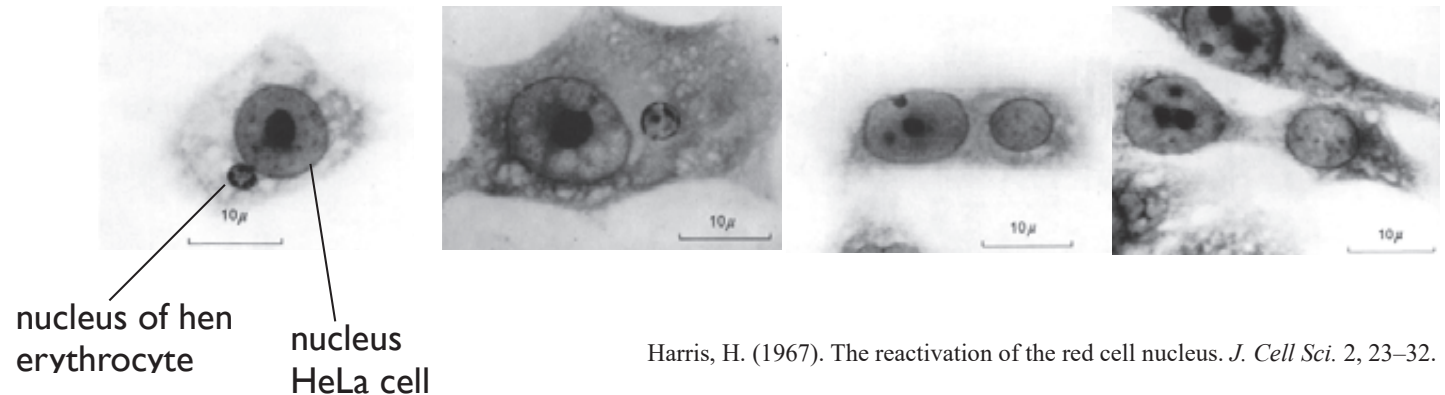 10μ
10μ
10μ
10μ
nucleus of hen
erythrocyte
nucleus
HeLa cell
Harris, H. (1967). The reactivation of the red cell nucleus. J. Cell Sci. 2, 23–32.